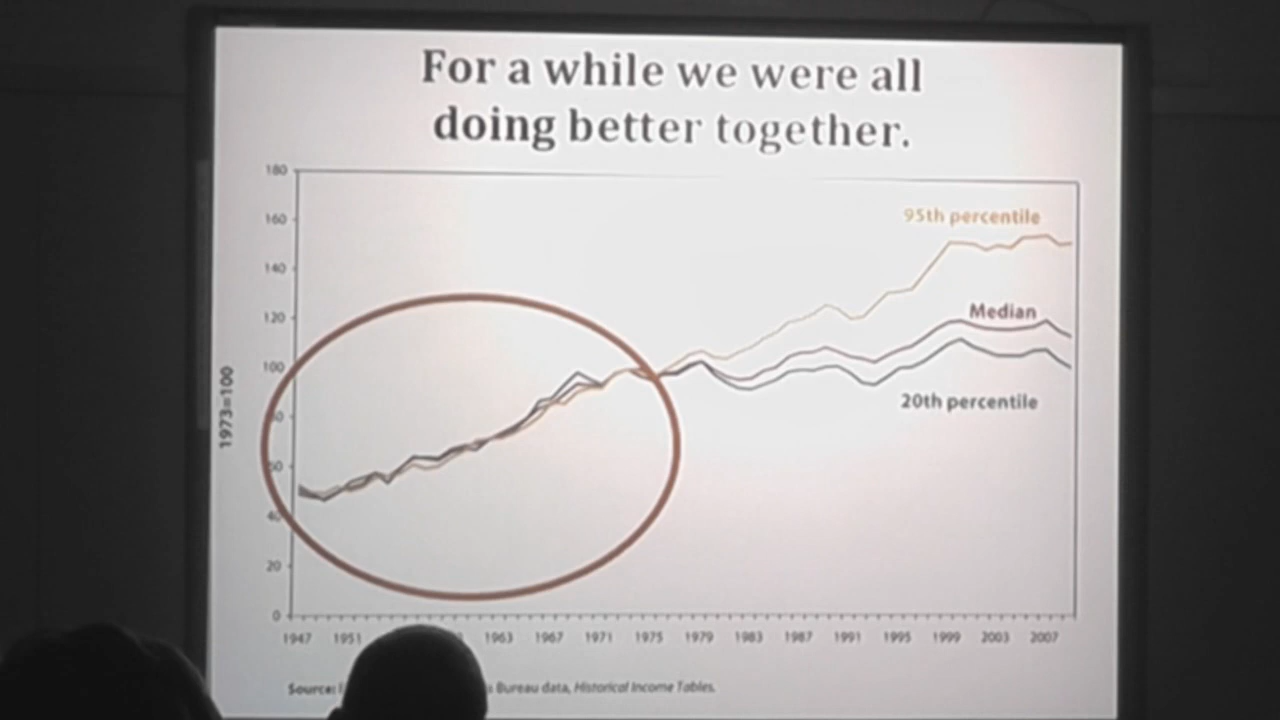 For a while we were all
doing better together.
180
160
140
120
100
60
20
0
1973=100
95th percentile
Median
20th percentile
1947 1951 1963 1967 1971 1975 1979 1983 1987 1991 1995 1999 2003 2007
Source: Bureau data, Historical Income Tables.